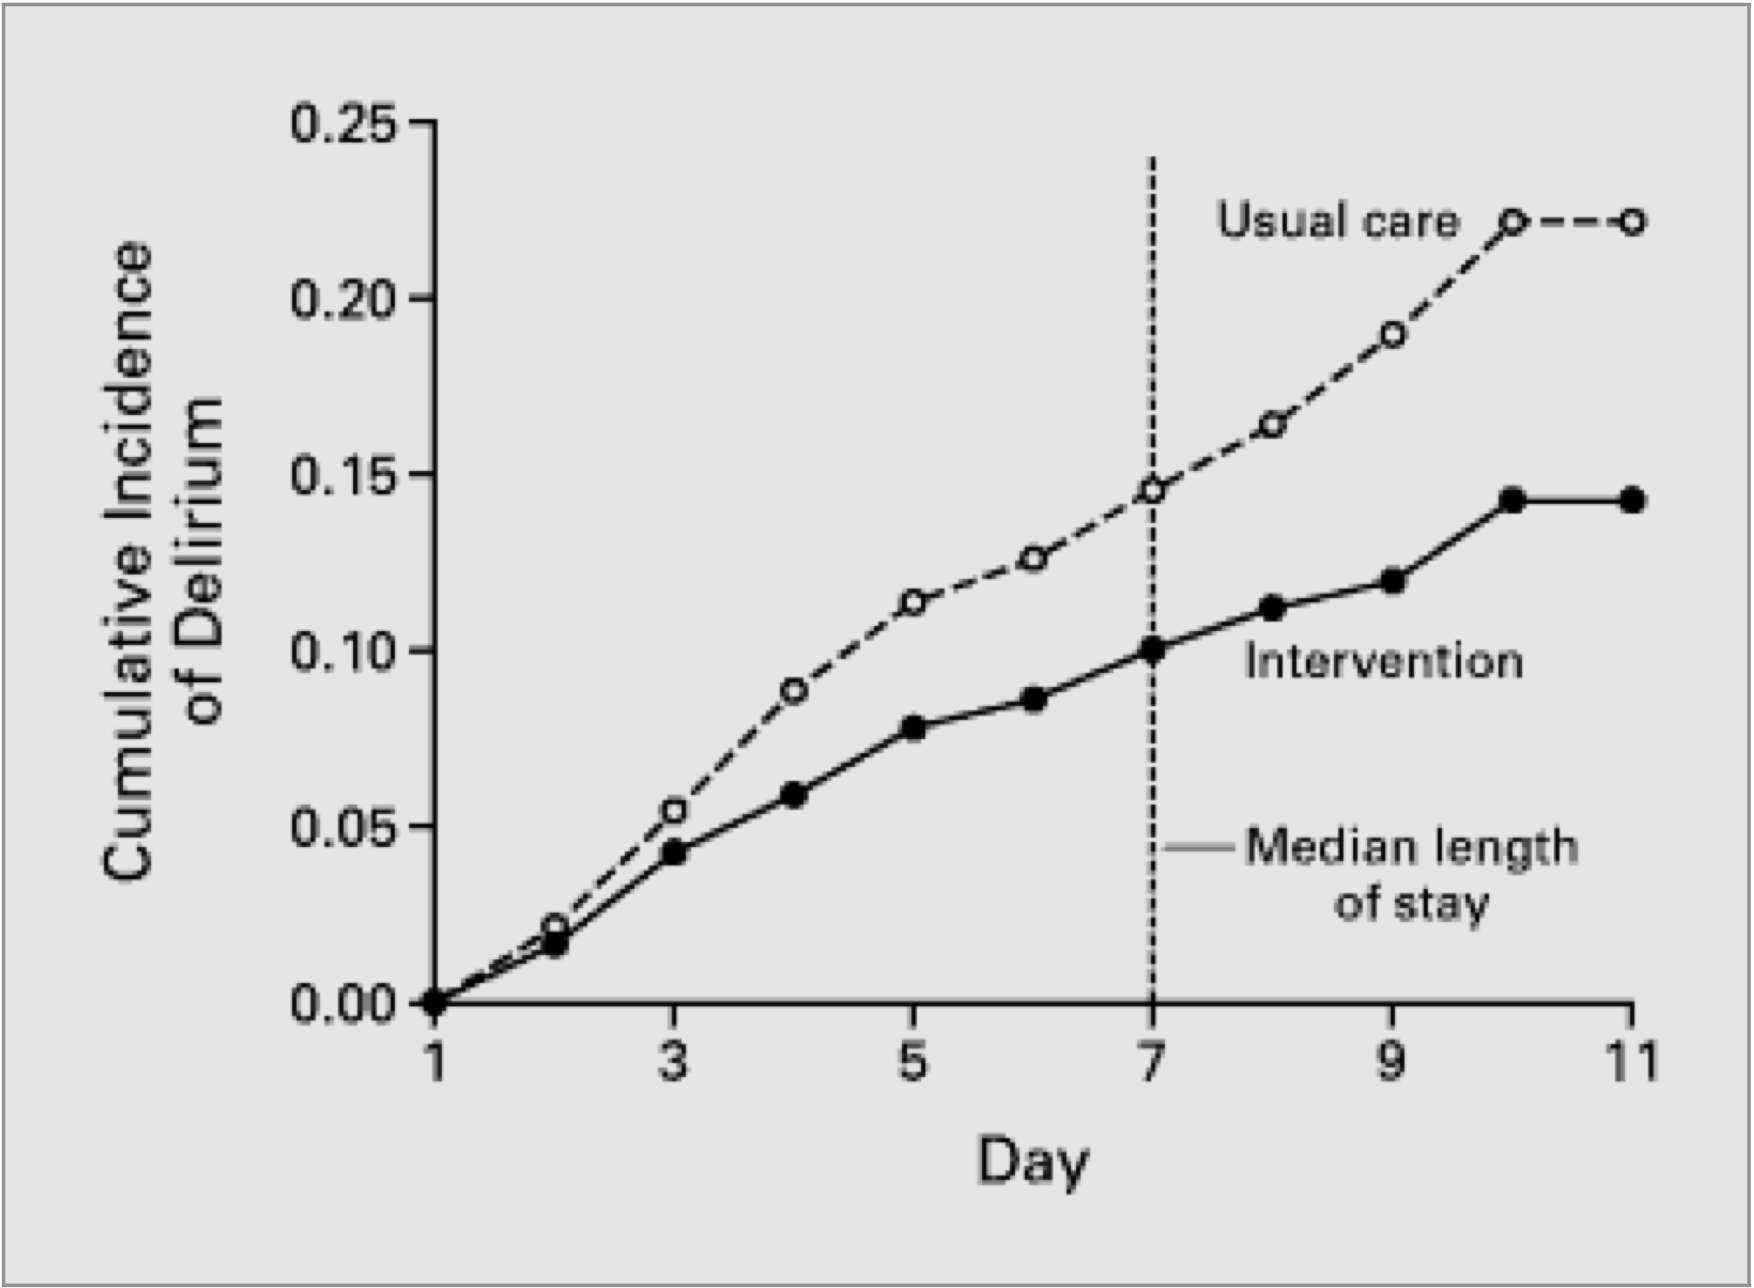 Cumulative Incidence
of Delirium
0.25
0.20
0.15
0.10
0.05
0.00
Usual care
Intervention
Median length
of stay
1 3 5 7 9 11
Day